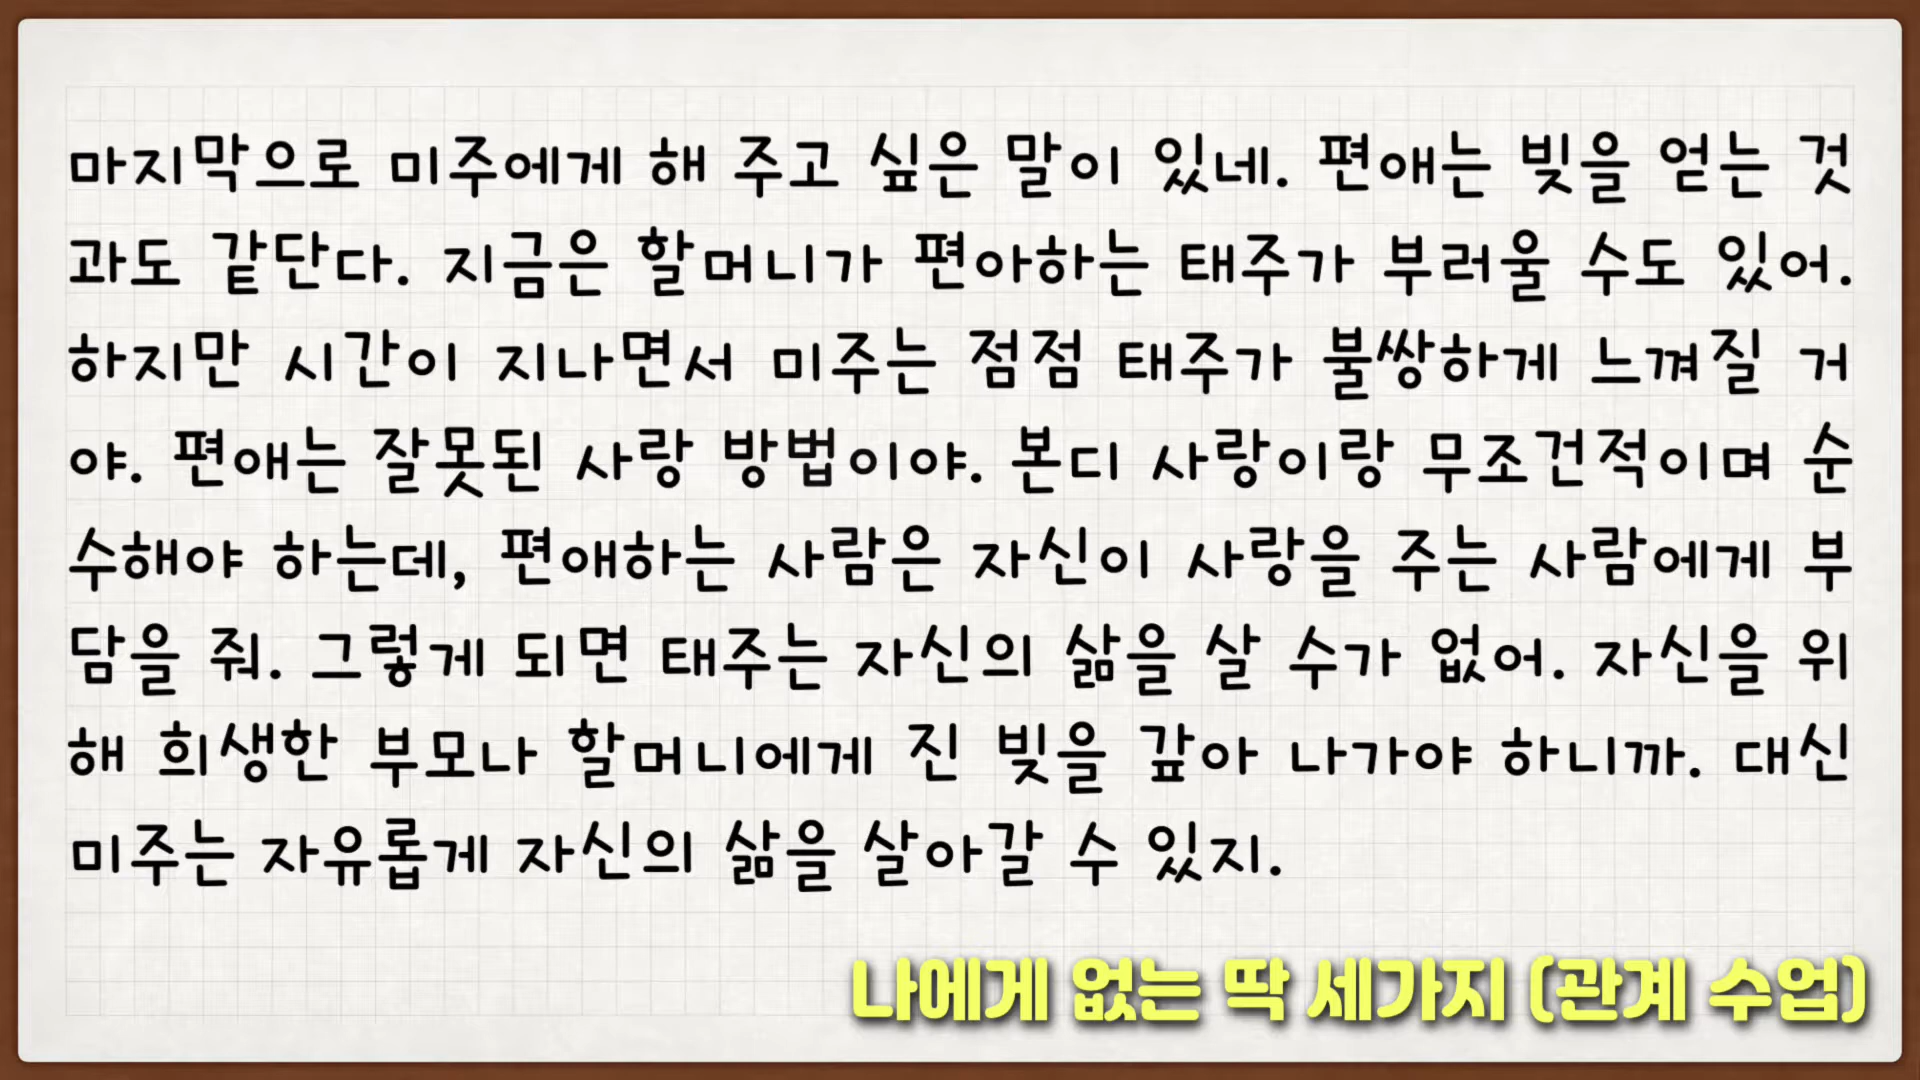 마지막으로 미주에게 해 주고 싶은 말이 있네. 편애는 빚을 얻는 것
과도 같단다. 지금은 할머니가 편아하는 태주가 부러울 수도 있어.
하지만 시간이 지나면서 미주는 점점 태주가 불쌍하게 느껴질 거
야. 편애는 잘못된 사랑 방법이야. 본디 사랑이랑 무조건적이며 순
수해야 하는데, 편애하는 사람은 자신이 사랑을 주는 사람에게 부
담을 줘. 그렇게 되면 태주는 자신의 삶을 살 수가 없어. 자신을 위
해 희생한 부모나 할머니에게 진 빚을 갚아 나가야 하니까. 대신
미주는 자유롭게 자신의 삶을 살아갈 수 있지.
나에게 없는 딱 세가지 (관계 수업)